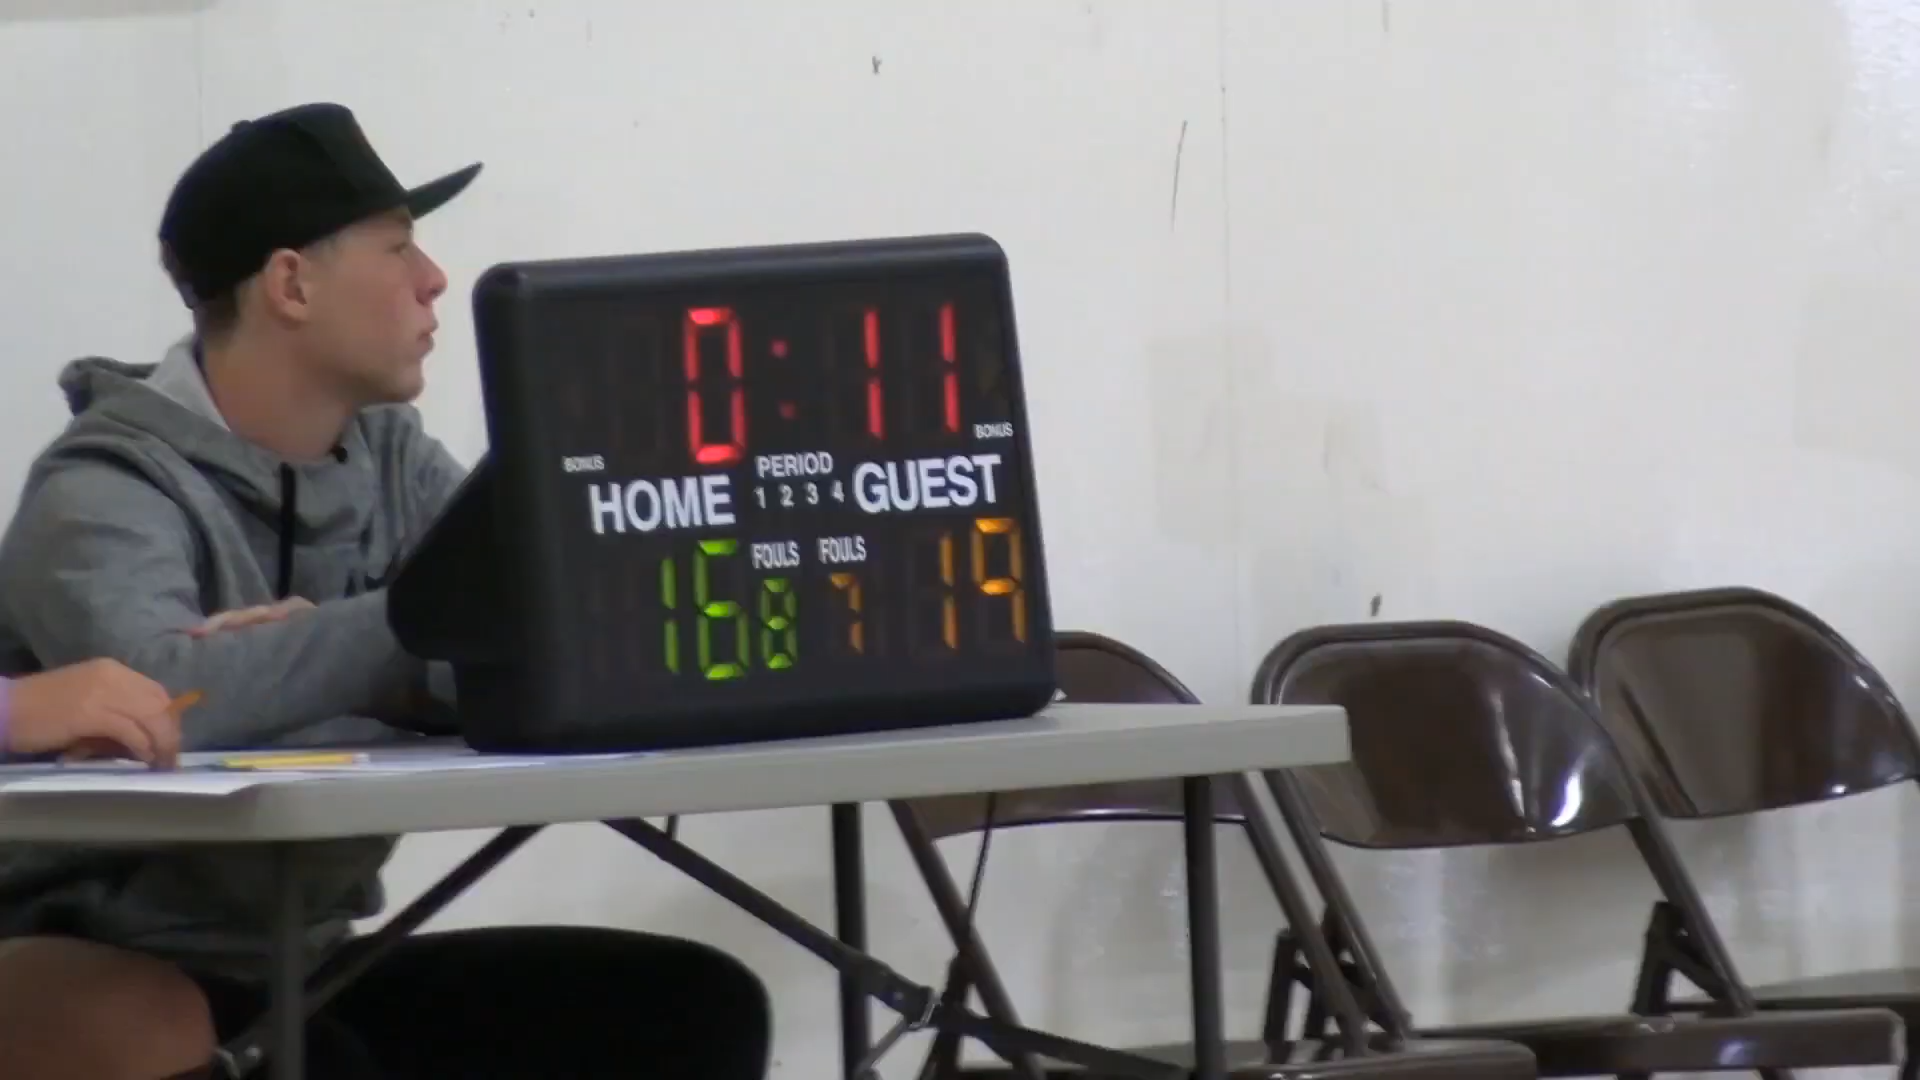 0:11
BONUS
BONUS
PERIOD
HOME
1 2 3 4
GUEST
FOULS
FOULS
16
8
7
19